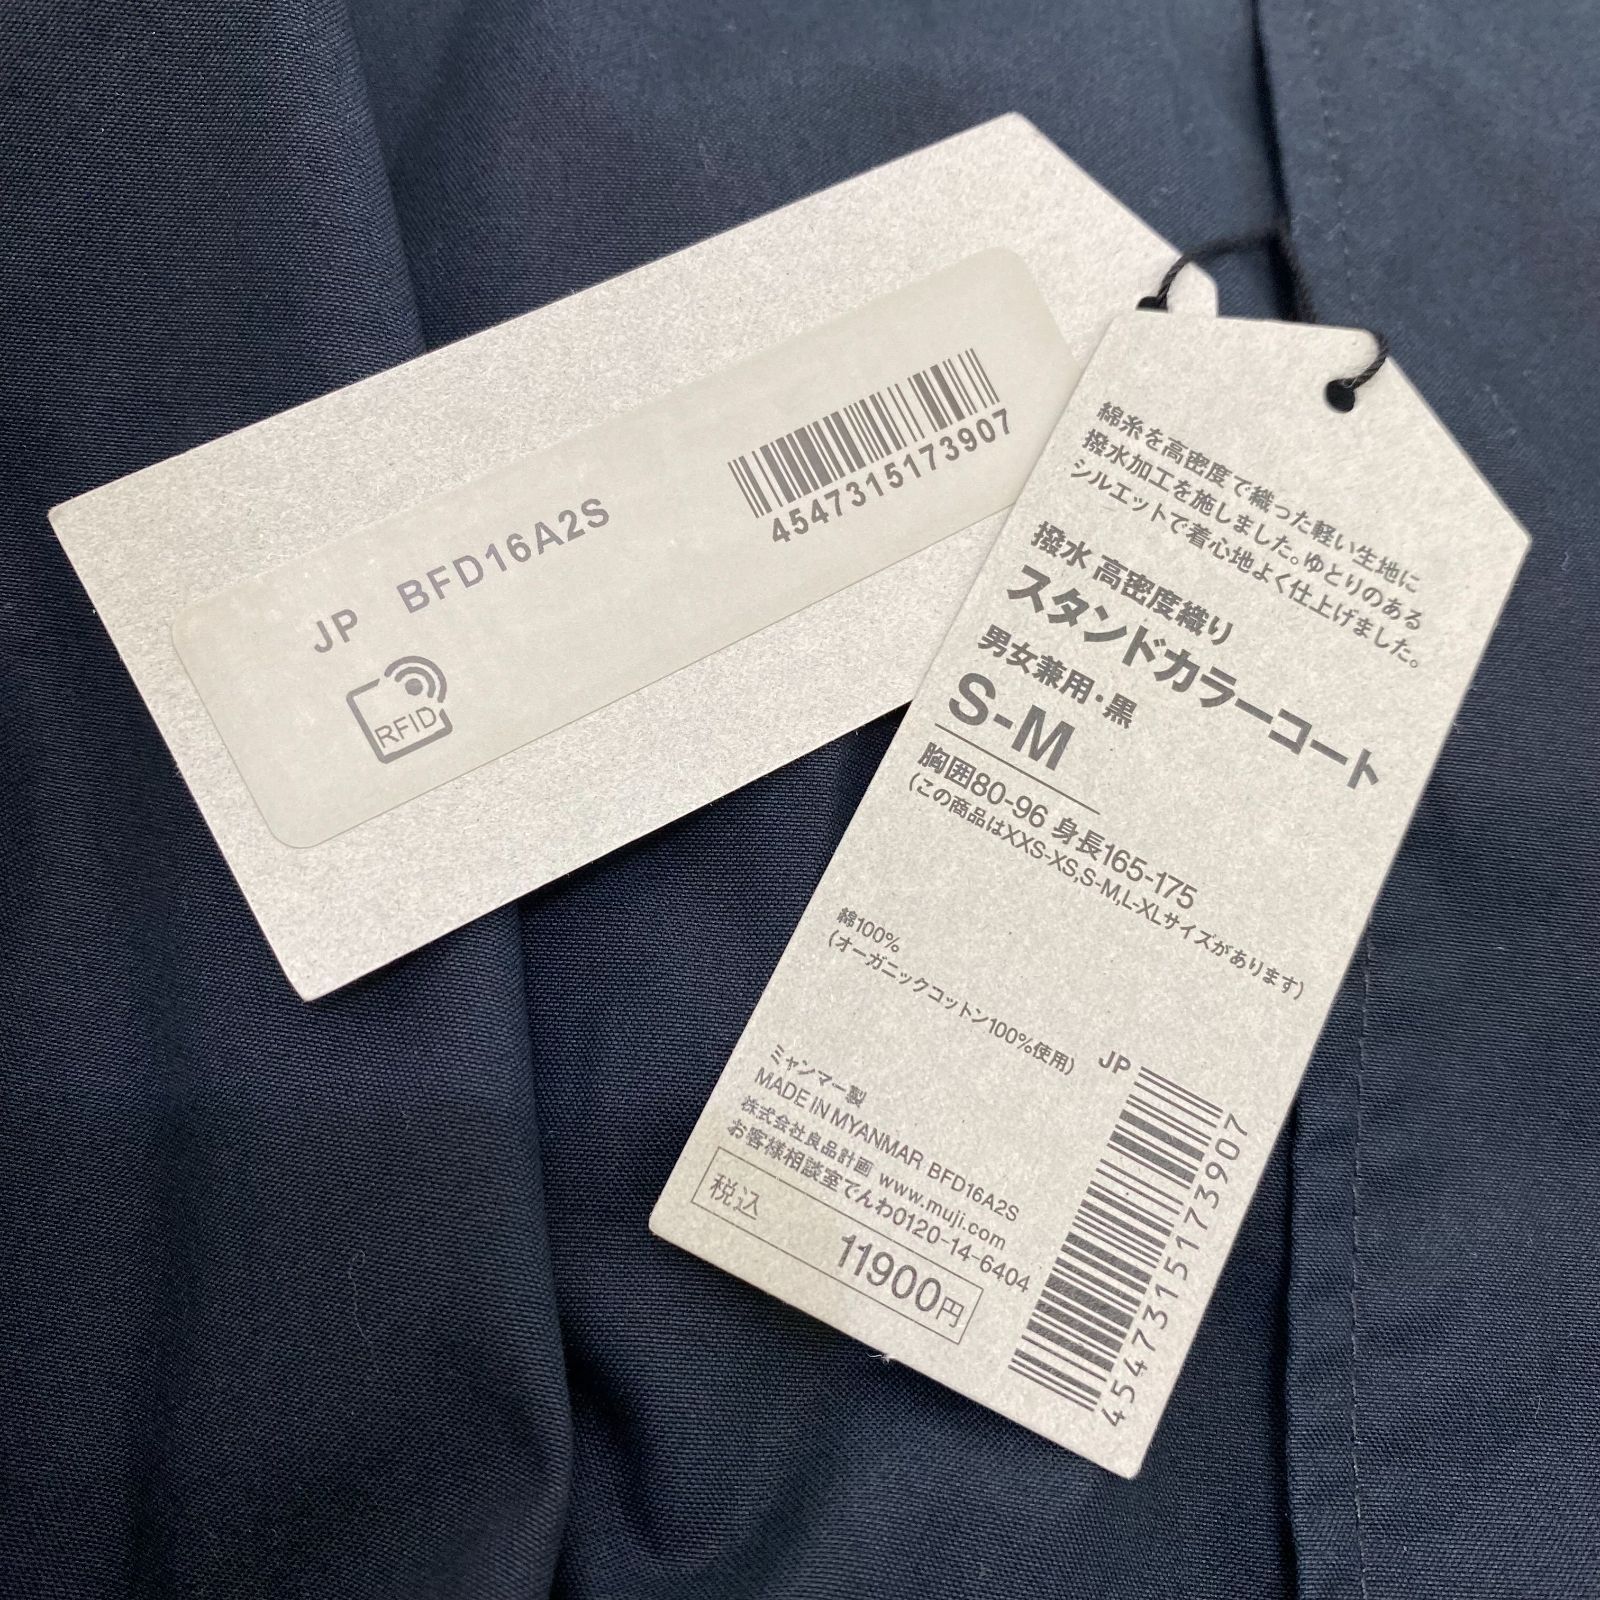 JP BFD16A2S
RFID
4547315173907
綿糸を高密度で織った軽い生地に
撥水加工を施しました。ゆとりのある
シルエットで着心地よく仕上げました。
撥水 高密度織り
スタンドカラーコート
男女兼用・黒
S-M
胸囲80-96 身長165-175
(この商品はXXS-XS,S-M,L-XLサイズがあります)
綿100%
(オーガニックコットン100%使用)
ミャンマー製
MADE IN MYANMAR BFD16A2S
株式会社良品計画 www.muji.com
お客様相談室でんわ0120-14-6404
税込
11900円
JP
4547315173907